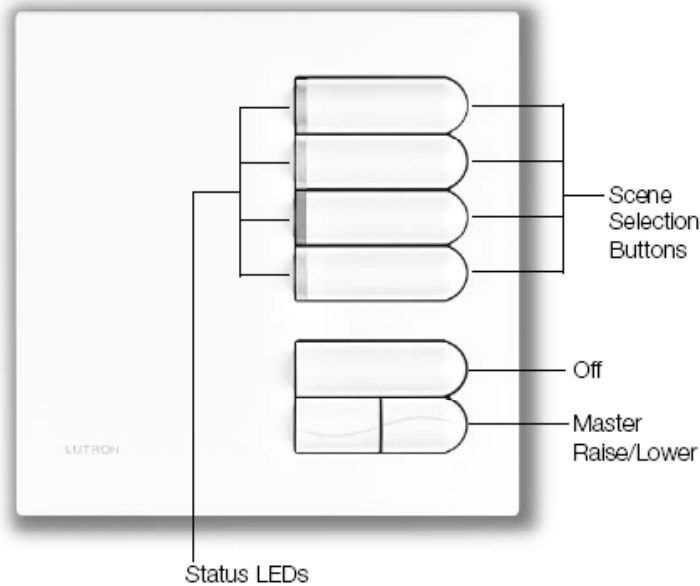 Scene
Selection
Buttons
Off
Master
Raise/Lower
LUTRON
Status LEDs